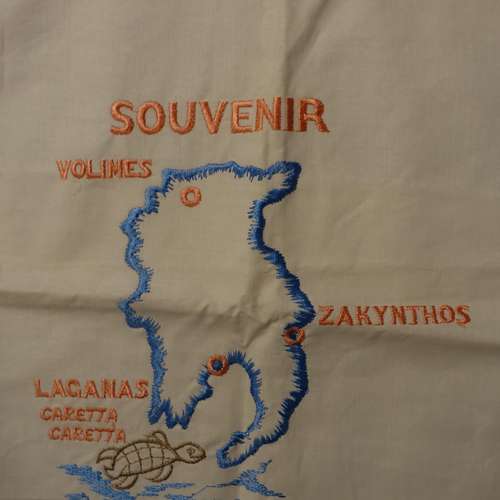 SOUVENIR
VOLIMES
ZAKYNTHOS
LAGANAS
CARETTA
CARETTA